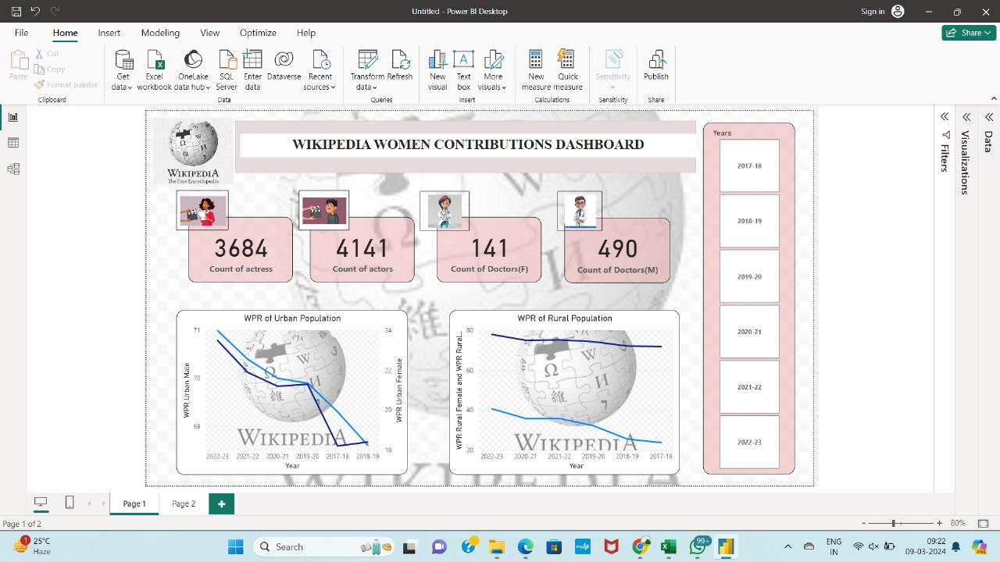 Untitled - Power BI Desktop
Sign in
File Home Insert Modeling View Optimize Help
Share
Paste
Cut
Copy
Format painter
Clipboard
Get data
Excel workbook
OneLake data hub
SQL Server
Enter data
Dataverse
Recent sources
Data
Transform data
Refresh
Queries
New visual
Text box
More visuals
Insert
New measure
Quick measure
Calculations
Sensitivity
Sensitivity
Publish
Share
WIKIPEDIA
The Free Encyclopedia
WIKIPEDIA WOMEN CONTRIBUTIONS DASHBOARD
3684
Count of actress
4141
Count of actors
141
Count of Doctors(F)
490
Count of Doctors(M)
Years
2017-18
2018-19
2019-20
2020-21
2021-22
2022-23
Filters
Visualizations
Data
WPR of Urban Population
WPR Urban Male
71
70
69
24
22
20
18
WPR Urban Female
WIKIPEDIA
2022-23 2021-22 2020-21 2019-20 2017-18 2018-19
Year
WPR of Rural Population
WPR Rural Female and WPR Rural...
80
60
40
20
WIKIPEDIA
2022-23 2020-21 2021-22 2019-20 2018-19 2017-18
Year
WIKIPEDIA
Page 1
Page 2
+
Page 1 of 2
- + 80%
1
25°C
Haze
Search
myhp
99+
ENG
IN
09:22
09-03-2024
PRE